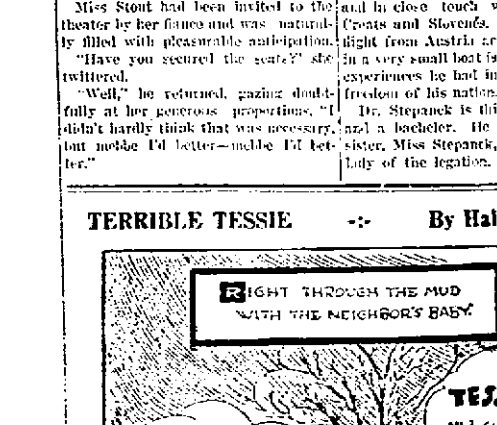 Miss Stout had been invited to the
theater by her fiance and was natural-
ly filled with pleasurable anticipation.
"Have you secured the seats?" she
twittered.
"Well," he returned, gazing doubt-
fully at her generous proportions, "I
didn't hardly think that was necessary,
but mebbe I'd better—mebbe I'd bet-
ter."
and in close touch w
Croats and Slovenes.
flight from Austria ar
in a very small boat is
experiences he had in
freedom of his nation.
Dr. Stepanek is thi
and a bachelor. He
sister, Miss Stepanek,
lady of the legation.
TERRIBLE TESSIE -:- By Hal
RIGHT THROUGH THE MUD
WITH THE NEIGHBOR'S BABY.
TES